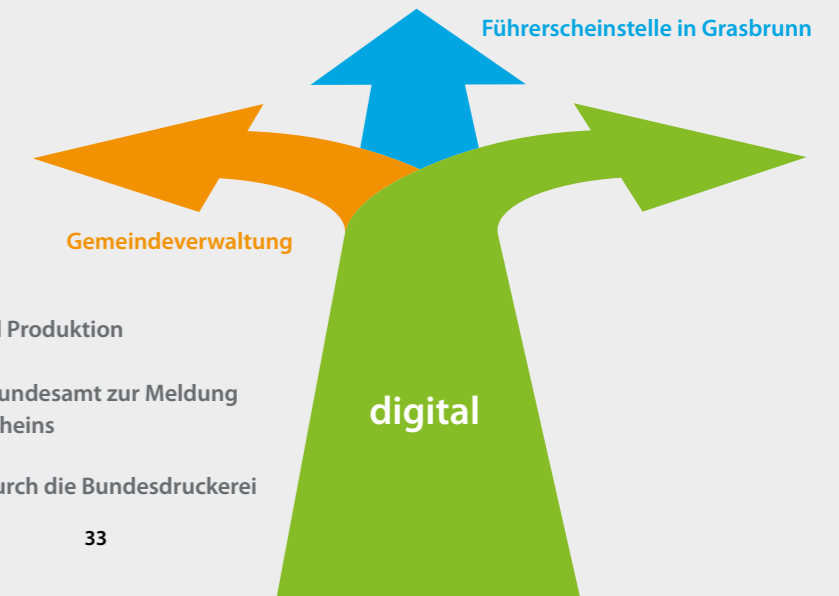 Führerscheinstelle in Grasbrunn
Gemeindeverwaltung
Produktion
undesamt zur Meldung
heins
urch die Bundesdruckerei
digital
33